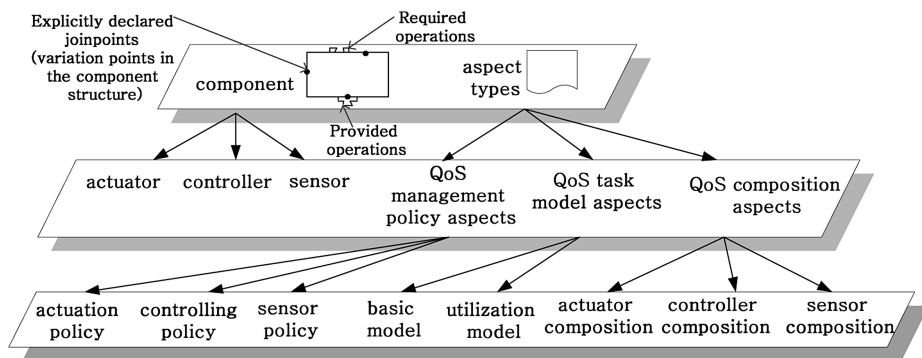 Explicitly declared
joinpoints
(variation points in
the component
structure)
Required
operations
component
aspect
types
Provided
operations
actuator
controller
sensor
QoS
management
policy aspects
QoS task
model aspects
QoS composition
aspects
actuation
policy
controlling
policy
sensor
policy
basic
model
utilization
model
actuator
composition
controller
composition
sensor
composition